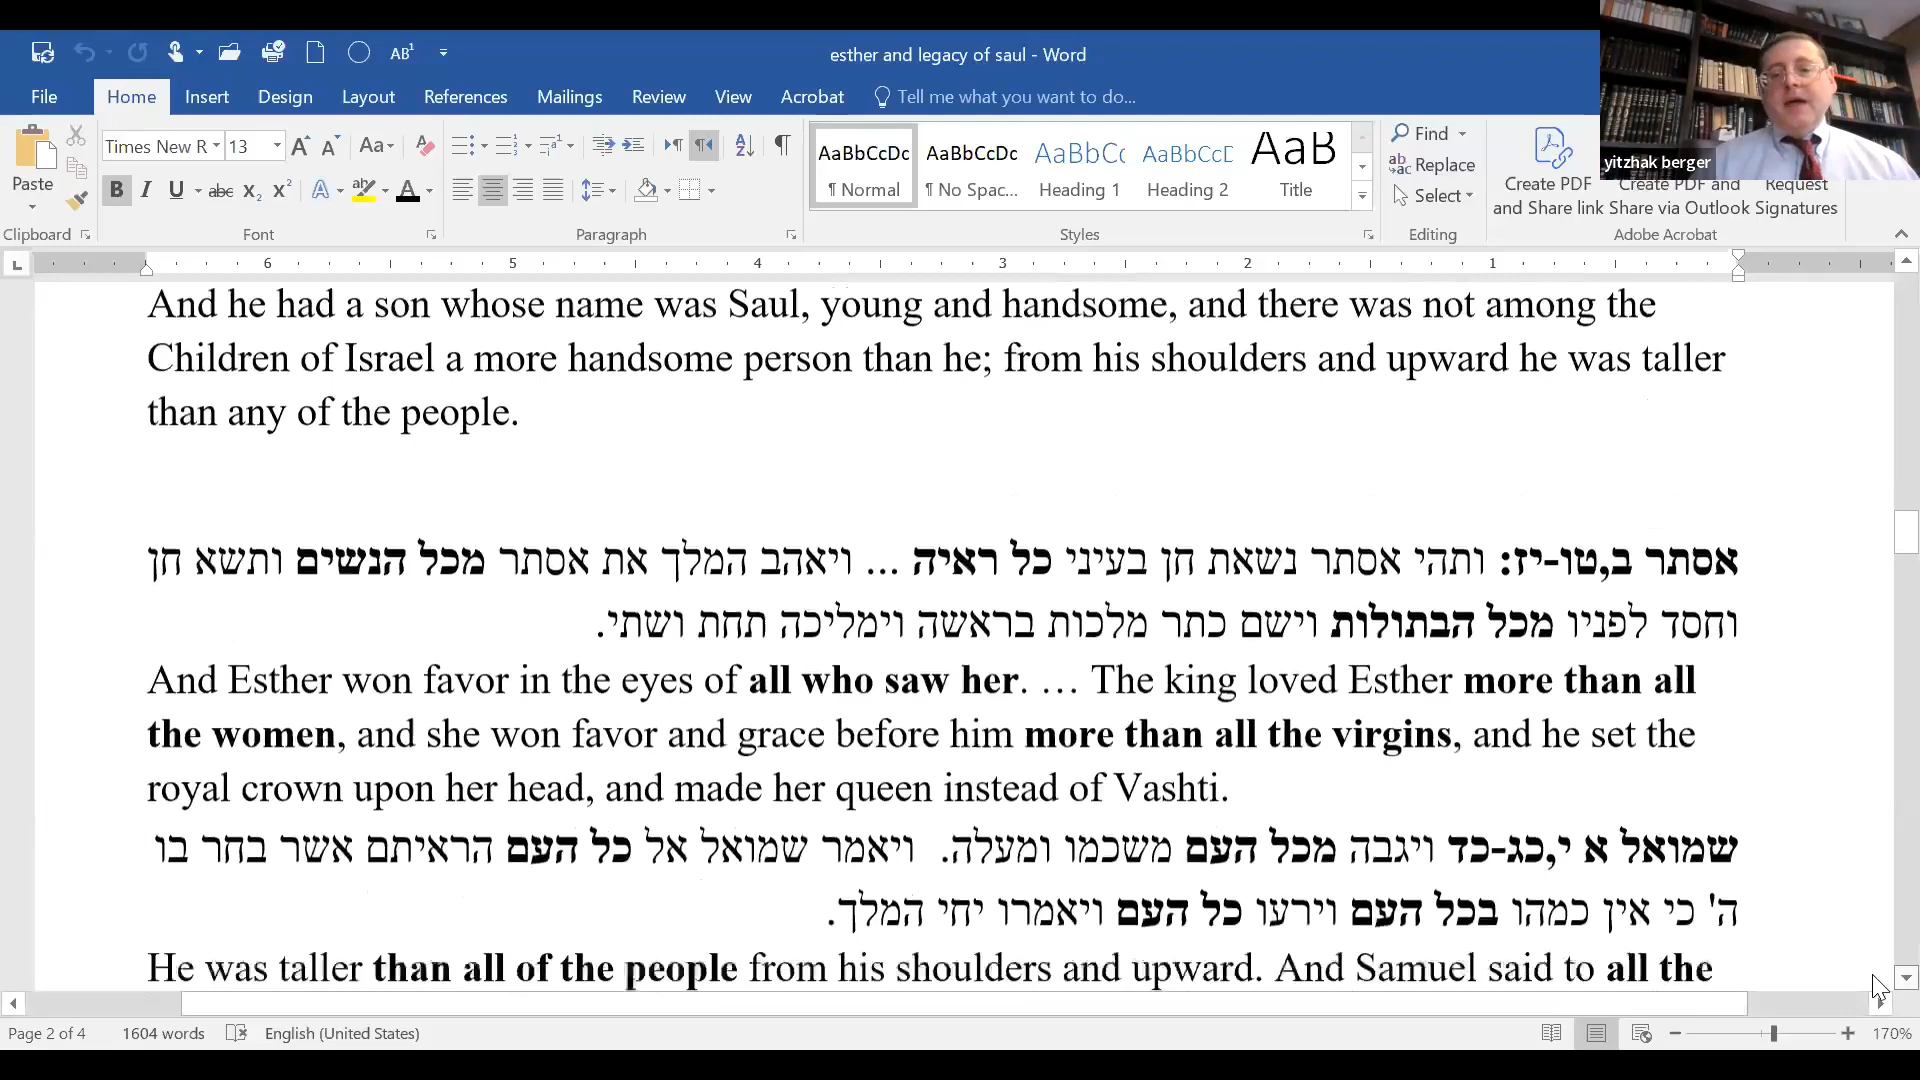 esther and legacy of saul - Word
File Home Insert Design Layout References Mailings Review View Acrobat Tell me what you want to do...
yitzhak berger
Paste
Times New R 13
AaBbCcDc AaBbCcDc AaBbCc AaBbCcD AaB
¶ Normal ¶ No Spac... Heading 1 Heading 2 Title
Find
Replace
Select
Create PDF and Share link
Create PDF and Share via Outlook
Request Signatures
Clipboard Font Paragraph Styles Editing Adobe Acrobat
6 5 4 3 2 1
And he had a son whose name was Saul, young and handsome, and there was not among the
Children of Israel a more handsome person than he; from his shoulders and upward he was taller
than any of the people.
אסתר ב,טו-יז: ותהי אסתר נשאת חן בעיני כל ראיה ... ויאהב המלך את אסתר מכל הנשים ותשא חן
וחסד לפניו מכל הבתולות וישם כתר מלכות בראשה וימליכה תחת ושתי.
And Esther won favor in the eyes of all who saw her. … The king loved Esther more than all
the women, and she won favor and grace before him more than all the virgins, and he set the
royal crown upon her head, and made her queen instead of Vashti.
שמואל א י,כג-כד ויגבה מכל העם משכמו ומעלה. ויאמר שמואל אל כל העם הראיתם אשר בחר בו
ה' כי אין כמהו בכל העם וירעו כל העם ויאמרו יחי המלך.
He was taller than all of the people from his shoulders and upward. And Samuel said to all the
Page 2 of 4 1604 words English (United States) 170%